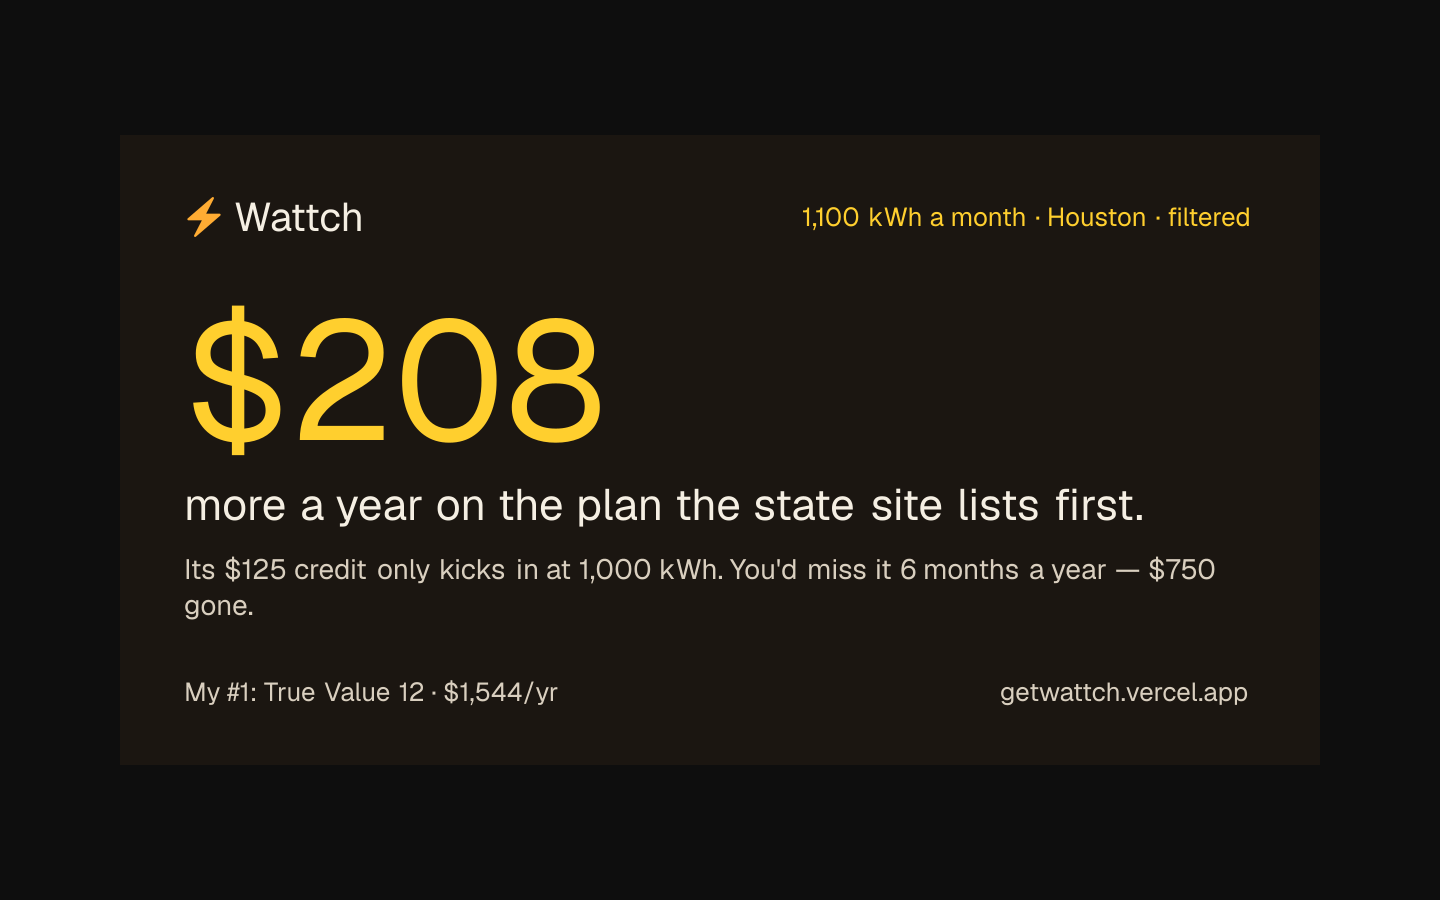 ⚡ Wattch
1,100 kWh a month · Houston · filtered
$208
more a year on the plan the state site lists first.
Its $125 credit only kicks in at 1,000 kWh. You'd miss it 6 months a year — $750
gone.
My #1: True Value 12 · $1,544/yr
getwattch.vercel.app